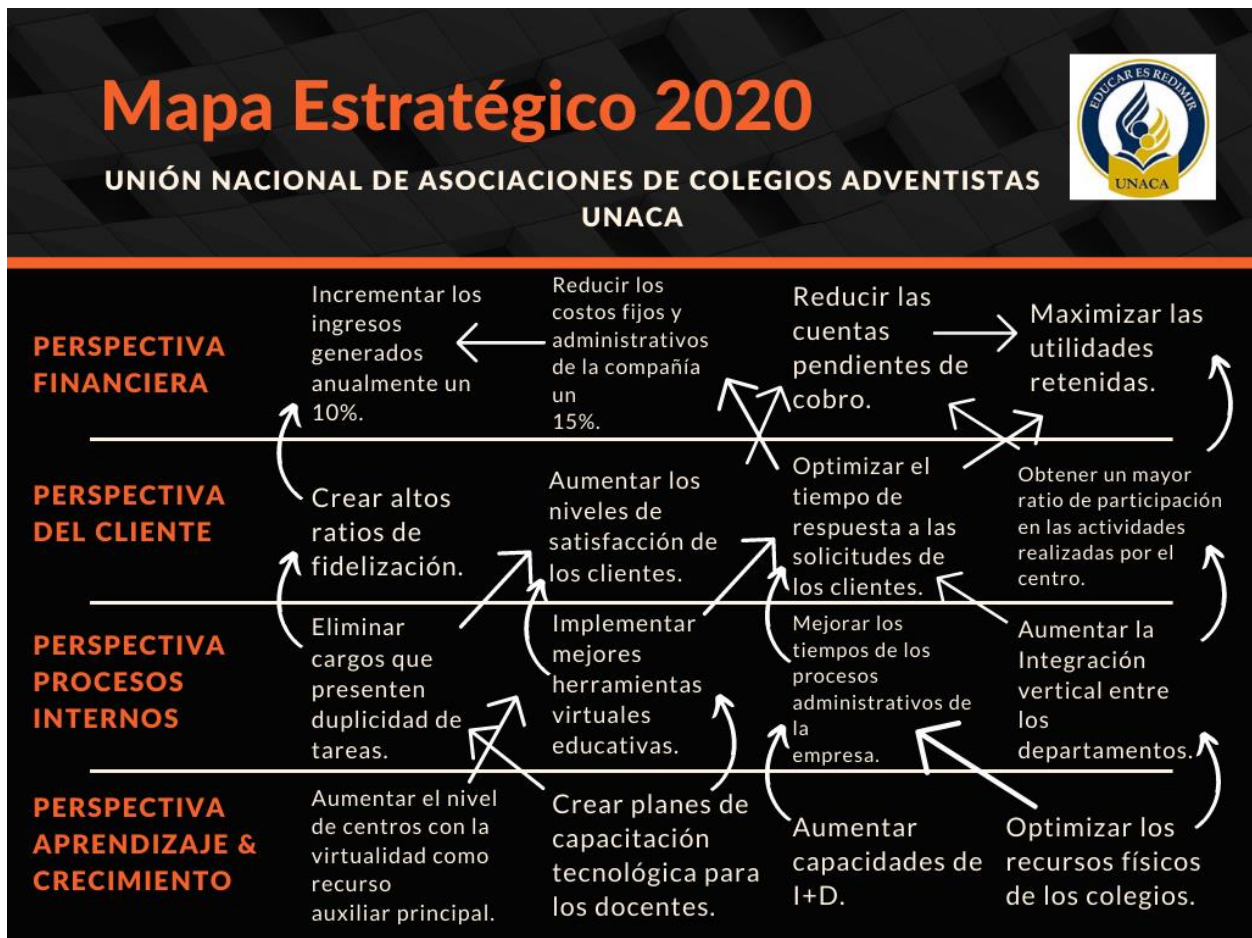 Mapa Estratégico 2020
UNIÓN NACIONAL DE ASOCIACIONES DE COLEGIOS ADVENTISTAS
UNACA
EDUCAR ES REDIMIR
UNACA
PERSPECTIVA
FINANCIERA
Incrementar los
ingresos
generados
anualmente un
10%.
Reducir los
costos fijos y
administrativos
de la compañía
un
15%.
Reducir las
cuentas
pendientes de
cobro.
Maximizar las
utilidades
retenidas.
PERSPECTIVA
DEL CLIENTE
Crear altos
ratios de
fidelización.
Aumentar los
niveles de
satisfacción de
los clientes.
Optimizar el
tiempo de
respuesta a las
solicitudes de
los clientes.
Obtener un mayor
ratio de participación
en las actividades
realizadas por el
centro.
PERSPECTIVA
PROCESOS
INTERNOS
Eliminar
cargos que
presenten
duplicidad de
tareas.
Implementar
mejores
herramientas
virtuales
educativas.
Mejorar los
tiempos de los
procesos
administrativos de
la
empresa.
Aumentar la
Integración
vertical entre
los
departamentos.
PERSPECTIVA
APRENDIZAJE &
CRECIMIENTO
Aumentar el nivel
de centros con la
virtualidad como
recurso
auxiliar principal.
Crear planes de
capacitación
tecnológica para
los docentes.
Aumentar
capacidades de
I+D.
Optimizar los
recursos físicos
de los colegios.